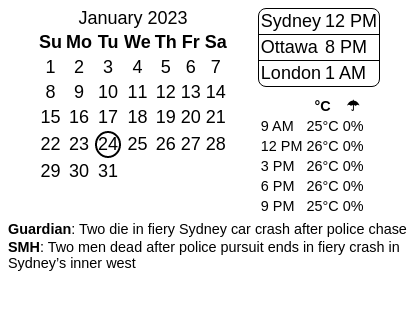 January 2023
Su Mo Tu We Th Fr Sa
1 2 3 4 5 6 7
8 9 10 11 12 13 14
15 16 17 18 19 20 21
22 23 24 25 26 27 28
29 30 31
Sydney 12 PM
Ottawa 8 PM
London 1 AM
°C ☂
9 AM 25°C 0%
12 PM 26°C 0%
3 PM 26°C 0%
6 PM 26°C 0%
9 PM 25°C 0%
Guardian: Two die in fiery Sydney car crash after police chase
SMH: Two men dead after police pursuit ends in fiery crash in
Sydney’s inner west